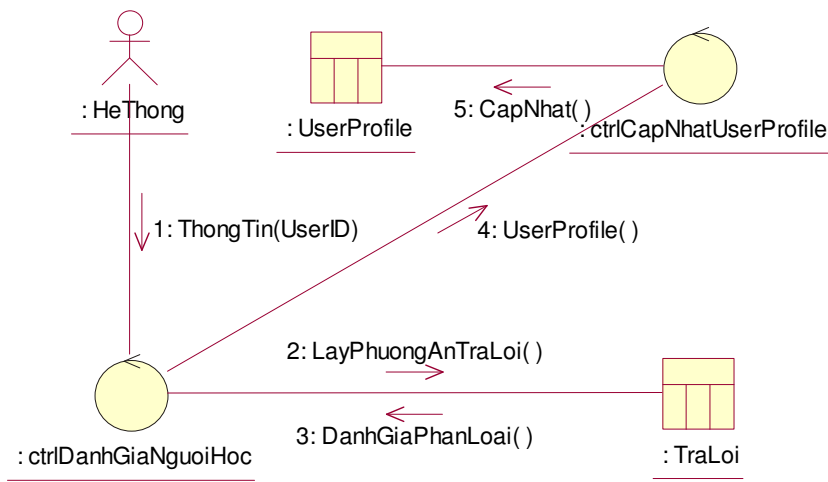 : HeThong
: UserProfile
5: CapNhat( )
: ctrlCapNhatUserProfile
1: ThongTin(UserID)
4: UserProfile( )
2: LayPhuongAnTraLoi( )
3: DanhGiaPhanLoai( )
: ctrlDanhGiaNguoiHoc
: TraLoi